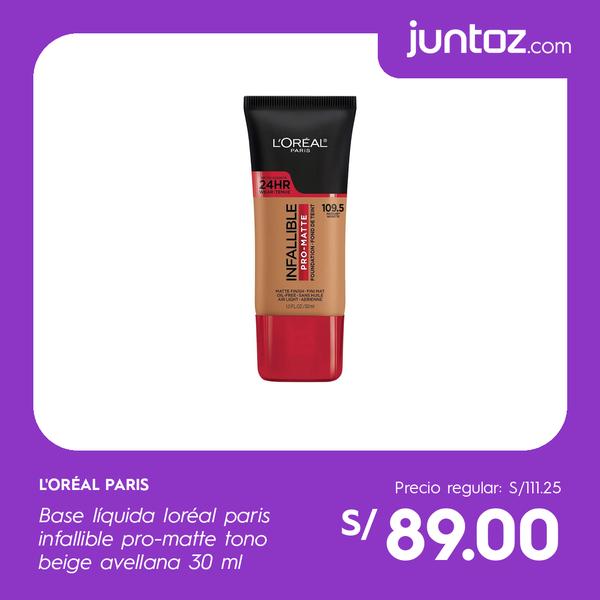 juntoz.com
L'ORÉAL®
PARIS
24HR
WEAR·TENUE
109.5
INFALLIBLE
PRO-MATTE
FOUNDATION·FOND DE TEINT
MATTE FINISH·FINI MAT
OIL-FREE·SANS HUILE
AIR LIGHT·AÉRIENNE
L'ORÉAL PARIS
Base líquida loréal paris
infallible pro-matte tono
beige avellana 30 ml
Precio regular: S/111.25
S/ 89.00